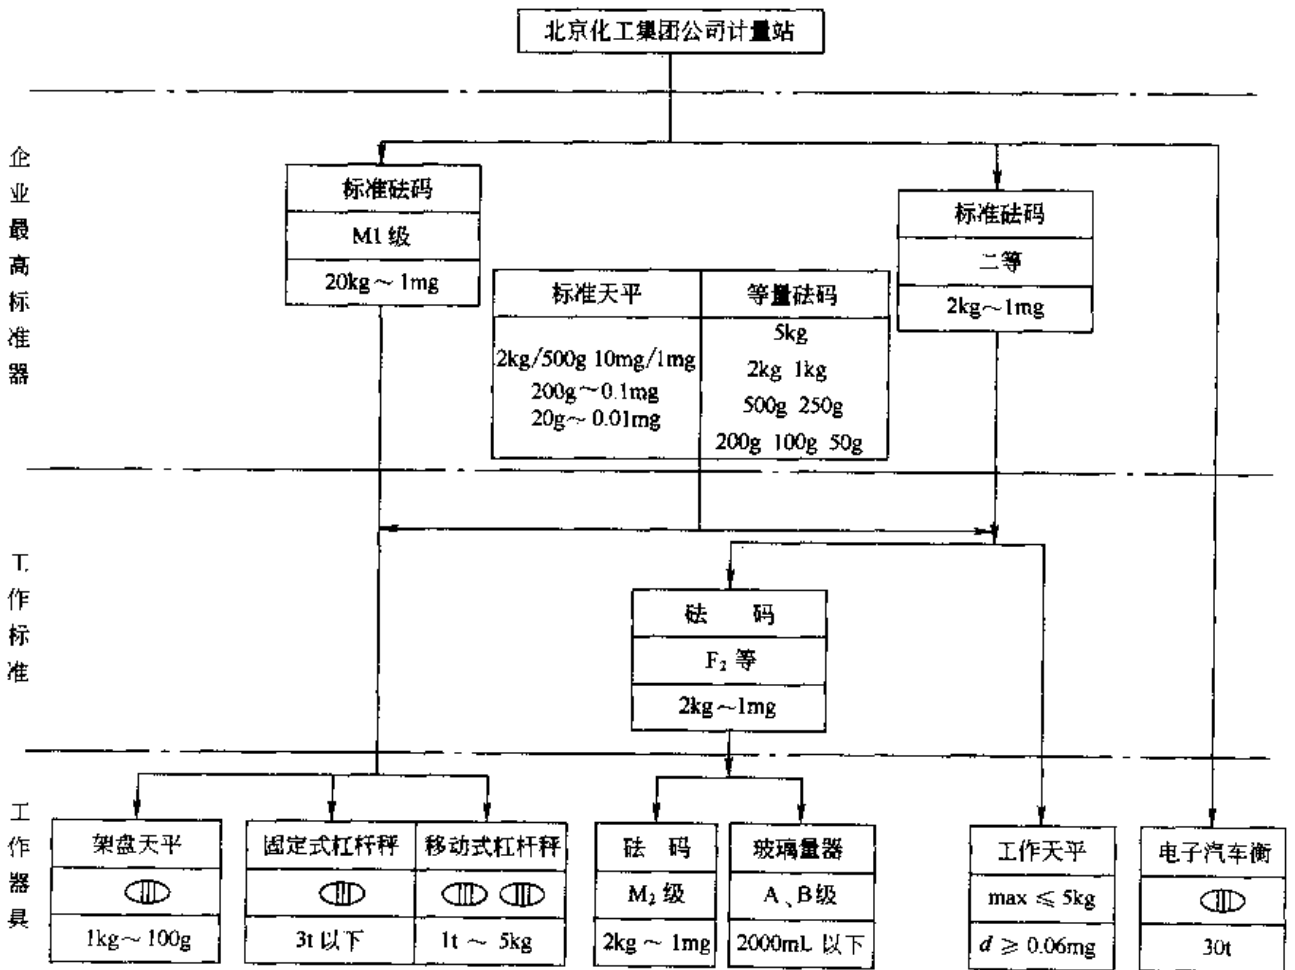 北京化工集团公司计量站
企业最高标准器
标准砝码
M1 级
20kg～1mg
标准天平
2kg/500g 10mg/1mg
200g～0.1mg
20g～0.01mg
等量砝码
5kg
2kg 1kg
500g 250g
200g 100g 50g
标准砝码
二等
2kg～1mg
工作标准
砝 码
F₂ 等
2kg～1mg
工作器具
架盘天平
Ⅲ
1kg～100g
固定式杠杆秤
Ⅲ
3t 以下
移动式杠杆秤
Ⅲ Ⅲ
1t ～ 5kg
砝 码
M₂ 级
2kg ～ 1mg
玻璃量器
A、B级
2000mL 以下
工作天平
max ≤ 5kg
d ≥ 0.06mg
电子汽车衡
Ⅲ
30t